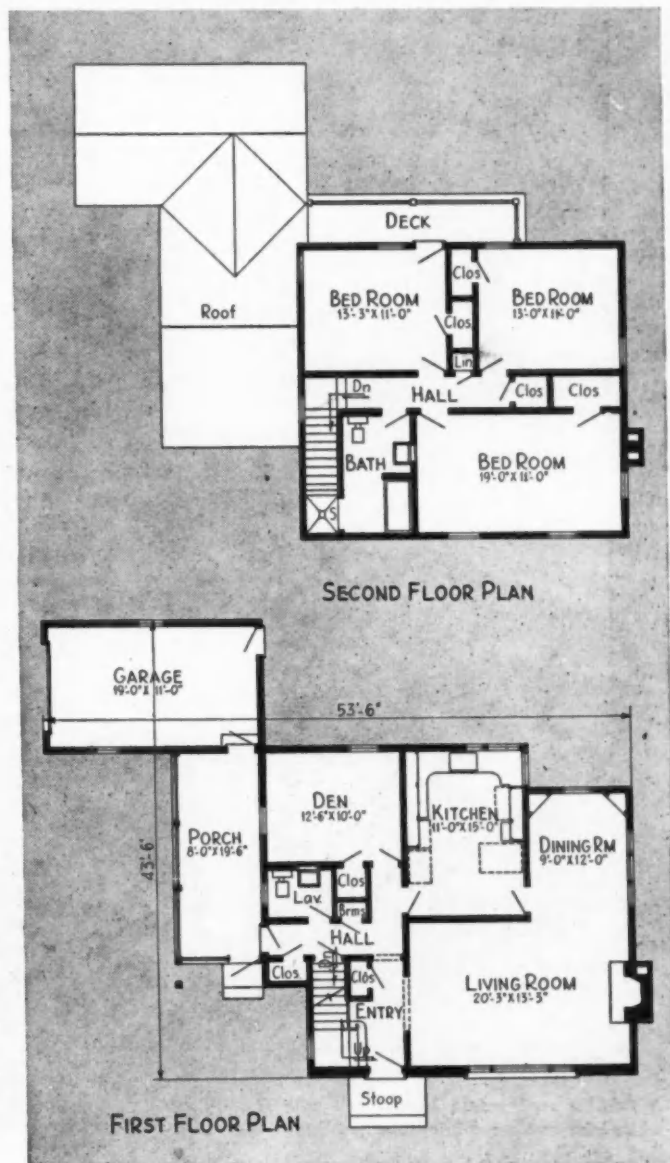 DECK
Clos
BED ROOM
13'-3" X 11'-0"
BED ROOM
13'-0" X 11'-0"
Roof
Clos
Lin
Dn
HALL
Clos
Clos
BATH
BED ROOM
19'-0" X 11'-0"
S
SECOND FLOOR PLAN
GARAGE
19'-0" X 11'-0"
53'-6"
DEN
12'-6" X 10'-0"
KITCHEN
11'-0" X 15'-0"
PORCH
8'-0" X 19'-6"
DINING RM
9'-0" X 12'-0"
43'-6"
Clos
Lav.
Brms
HALL
Clos
Dn
Clos
LIVING ROOM
20'-3" X 13'-5"
ENTRY
Up
Stoop
FIRST FLOOR PLAN